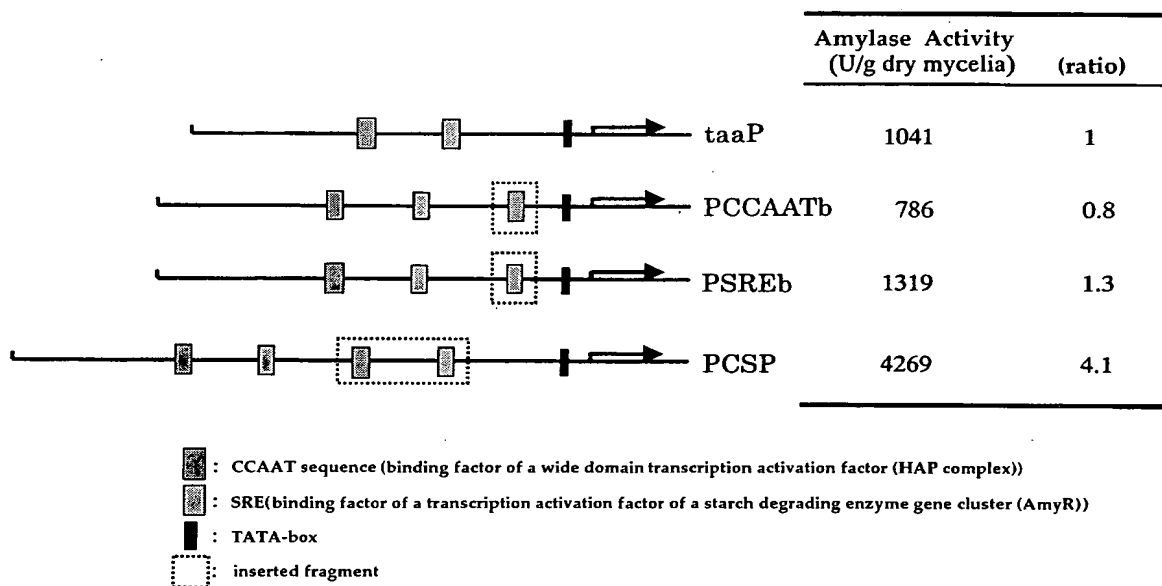 Amylase Activity
(U/g dry mycelia) (ratio)
taaP 1041 1
PCCAATb 786 0.8
PSREb 1319 1.3
PCSP 4269 4.1
: CCAAT sequence (binding factor of a wide domain transcription activation factor (HAP complex))
: SRE(binding factor of a transcription activation factor of a starch degrading enzyme gene cluster (AmyR))
: TATA-box
: inserted fragment